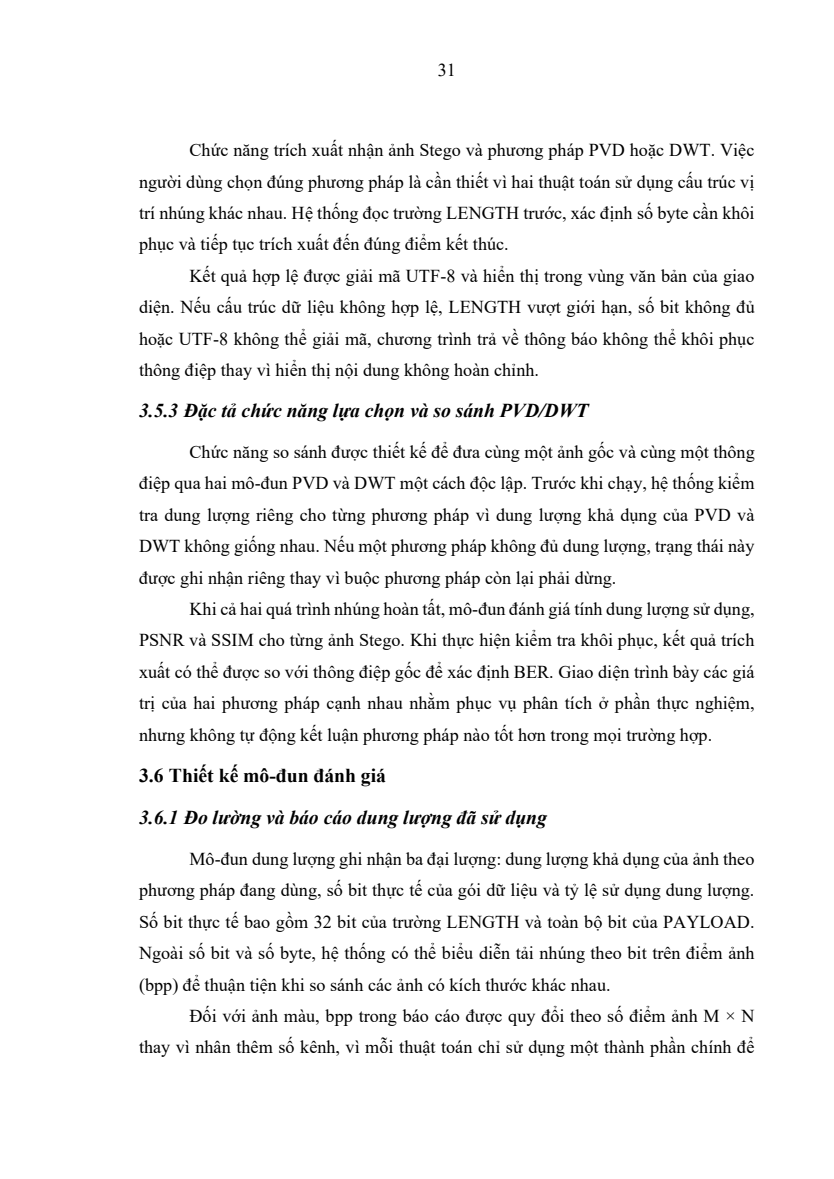 31
Chức năng trích xuất nhận ảnh Stego và phương pháp PVD hoặc DWT. Việc
người dùng chọn đúng phương pháp là cần thiết vì hai thuật toán sử dụng cấu trúc vị
trí nhúng khác nhau. Hệ thống đọc trường LENGTH trước, xác định số byte cần khôi
phục và tiếp tục trích xuất đến đúng điểm kết thúc.
Kết quả hợp lệ được giải mã UTF-8 và hiển thị trong vùng văn bản của giao
diện. Nếu cấu trúc dữ liệu không hợp lệ, LENGTH vượt giới hạn, số bit không đủ
hoặc UTF-8 không thể giải mã, chương trình trả về thông báo không thể khôi phục
thông điệp thay vì hiển thị nội dung không hoàn chỉnh.
3.5.3 Đặc tả chức năng lựa chọn và so sánh PVD/DWT
Chức năng so sánh được thiết kế để đưa cùng một ảnh gốc và cùng một thông
điệp qua hai mô-đun PVD và DWT một cách độc lập. Trước khi chạy, hệ thống kiểm
tra dung lượng riêng cho từng phương pháp vì dung lượng khả dụng của PVD và
DWT không giống nhau. Nếu một phương pháp không đủ dung lượng, trạng thái này
được ghi nhận riêng thay vì buộc phương pháp còn lại phải dừng.
Khi cả hai quá trình nhúng hoàn tất, mô-đun đánh giá tính dung lượng sử dụng,
PSNR và SSIM cho từng ảnh Stego. Khi thực hiện kiểm tra khôi phục, kết quả trích
xuất có thể được so với thông điệp gốc để xác định BER. Giao diện trình bày các giá
trị của hai phương pháp cạnh nhau nhằm phục vụ phân tích ở phần thực nghiệm,
nhưng không tự động kết luận phương pháp nào tốt hơn trong mọi trường hợp.
3.6 Thiết kế mô-đun đánh giá
3.6.1 Đo lường và báo cáo dung lượng đã sử dụng
Mô-đun dung lượng ghi nhận ba đại lượng: dung lượng khả dụng của ảnh theo
phương pháp đang dùng, số bit thực tế của gói dữ liệu và tỷ lệ sử dụng dung lượng.
Số bit thực tế bao gồm 32 bit của trường LENGTH và toàn bộ bit của PAYLOAD.
Ngoài số bit và số byte, hệ thống có thể biểu diễn tải nhúng theo bit trên điểm ảnh
(bpp) để thuận tiện khi so sánh các ảnh có kích thước khác nhau.
Đối với ảnh màu, bpp trong báo cáo được quy đổi theo số điểm ảnh M × N
thay vì nhân thêm số kênh, vì mỗi thuật toán chỉ sử dụng một thành phần chính để